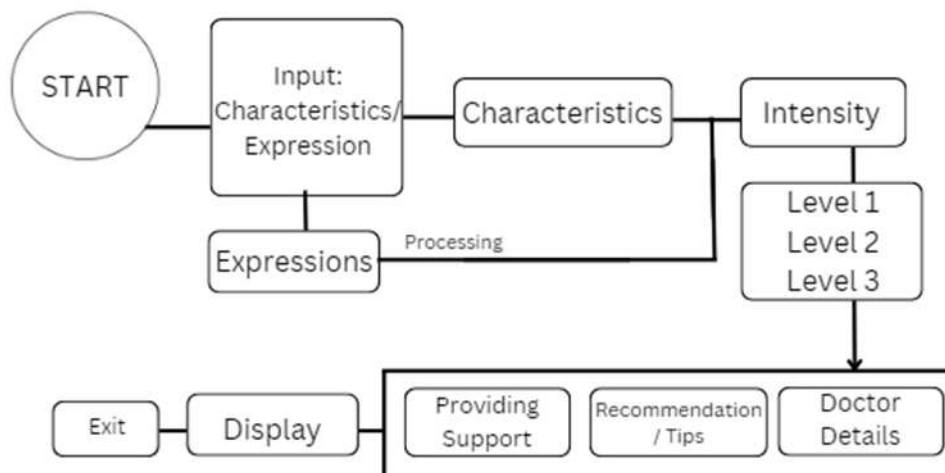 START
Input:
Characteristics/
Expression
Characteristics
Intensity
Expressions
Processing
Level 1
Level 2
Level 3
Exit
Display
Providing
Support
Recommendation
/ Tips
Doctor
Details